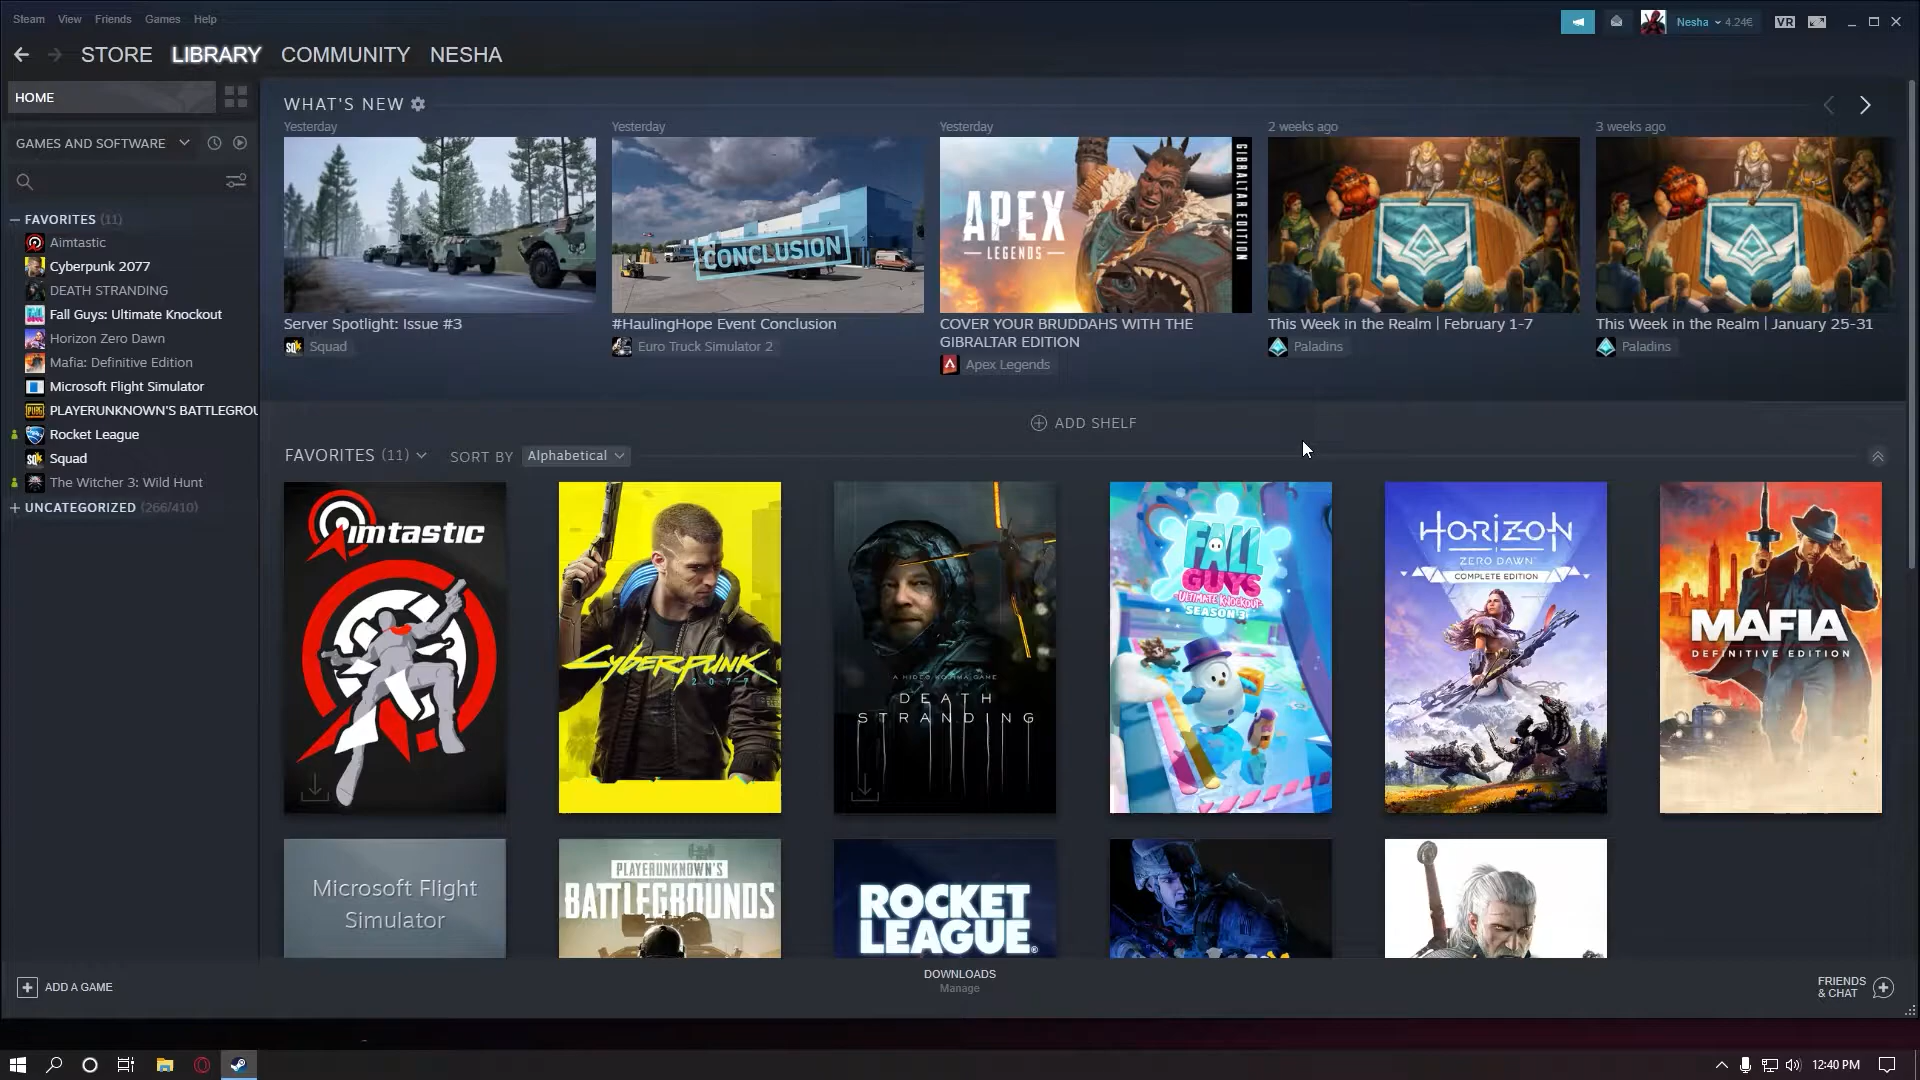 Steam View Friends Games Help
Nesha 4.24€ VR
STORE LIBRARY COMMUNITY NESHA
HOME
WHAT'S NEW
GAMES AND SOFTWARE
Yesterday
Yesterday
Yesterday
2 weeks ago
3 weeks ago
CONCLUSION
APEX
LEGENDS
GIBRALTAR EDITION
Server Spotlight: Issue #3
Squad
#HaulingHope Event Conclusion
Euro Truck Simulator 2
COVER YOUR BRUDDAHS WITH THE
GIBRALTAR EDITION
Apex Legends
This Week in the Realm | February 1-7
Paladins
This Week in the Realm | January 25-31
Paladins
FAVORITES (11)
Aimtastic
Cyberpunk 2077
DEATH STRANDING
Fall Guys: Ultimate Knockout
Horizon Zero Dawn
Mafia: Definitive Edition
Microsoft Flight Simulator
PUBG PLAYERUNKNOWN'S BATTLEGROU
Rocket League
Squad
The Witcher 3: Wild Hunt
UNCATEGORIZED (266/410)
ADD SHELF
FAVORITES (11) SORT BY Alphabetical
Aimtastic
CYBERPUNK
2077
A HIDEO KOJIMA GAME
DEATH
STRANDING
FALL
GUYS
ULTIMATE KNOCKOUT
SEASON 3
HORIZON
ZERO DAWN
COMPLETE EDITION
MAFIA
DEFINITIVE EDITION
Microsoft Flight
Simulator
PLAYERUNKNOWN'S
BATTLEGROUNDS
ROCKET
LEAGUE
ADD A GAME
DOWNLOADS
Manage
FRIENDS
& CHAT
12:40 PM